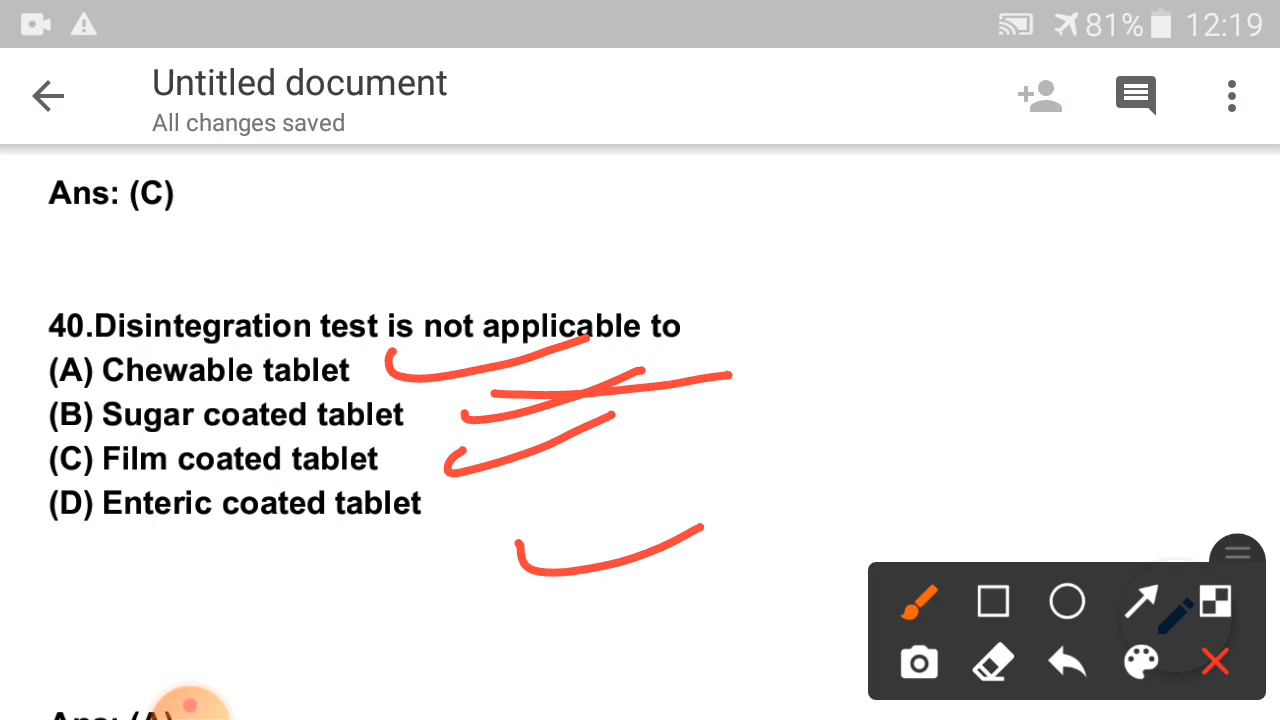 81% 12:19
Untitled document
All changes saved
Ans: (C)
40.Disintegration test is not applicable to
(A) Chewable tablet
(B) Sugar coated tablet
(C) Film coated tablet
(D) Enteric coated tablet
Ans: (A)